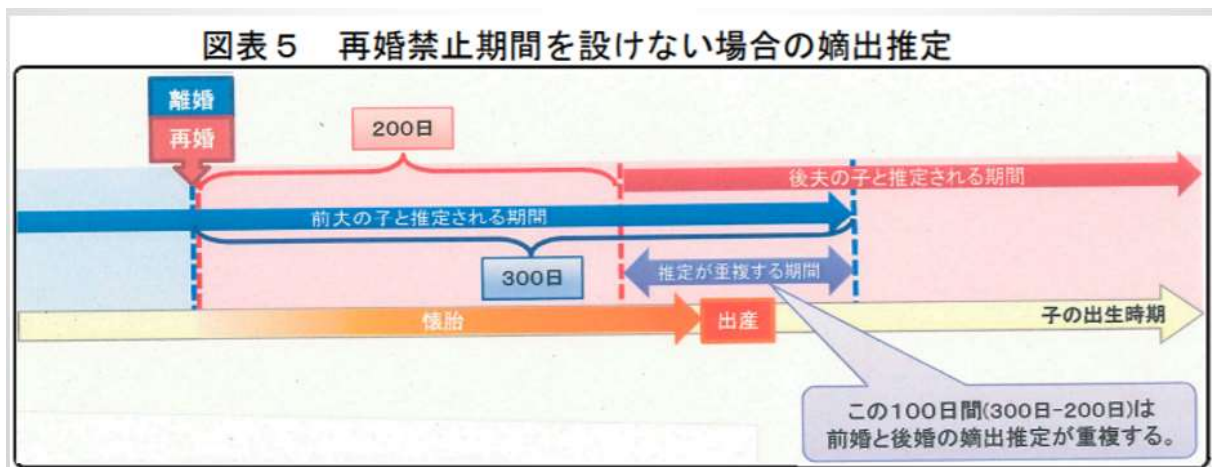 図表５　再婚禁止期間を設けない場合の嫡出推定
離婚
再婚
200日
後夫の子と推定される期間
前夫の子と推定される期間
300日
推定が重複する期間
懐胎
出産
子の出生時期
この100日間(300日-200日)は
前婚と後婚の嫡出推定が重複する。